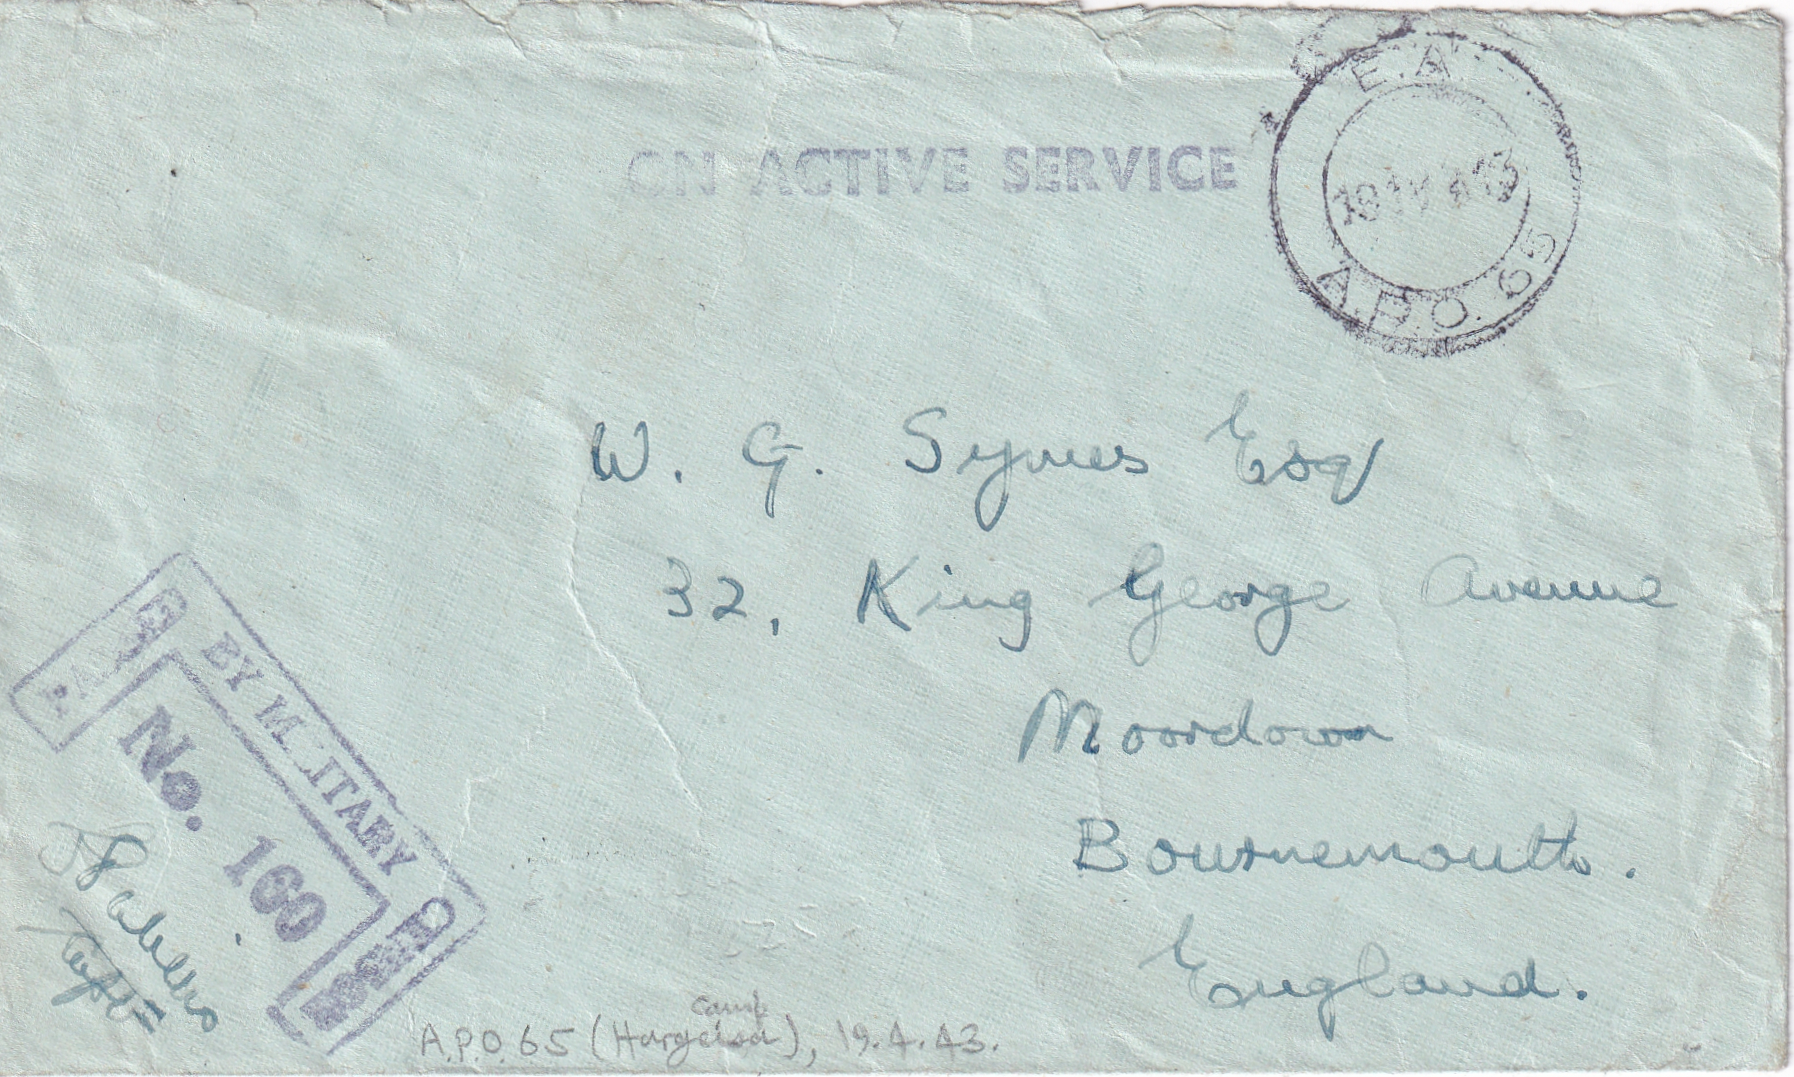 E.A
ON ACTIVE SERVICE
A.P.O. 65
W. G. Symes Esq
32, King George Avenue
Moordown
Bournemouth.
England.
PASSED
BY MILITARY
No. 160
A.P.O. 65 (Hargeisa camp), 19.4.43.